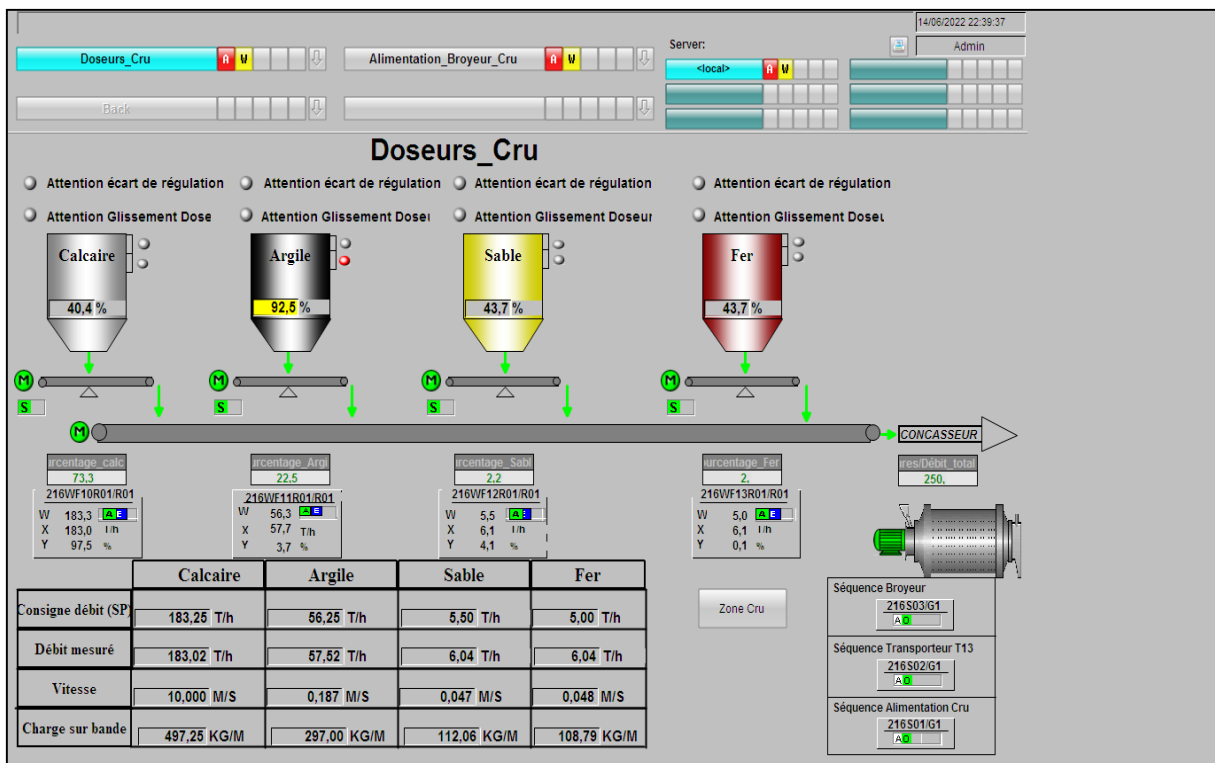 14/06/2022 22:39:37
Doseurs_Cru A W
Alimentation_Broyeur_Cru A W
Server:
Admin
<local> A W
Back
Doseurs_Cru
Attention écart de régulation
Attention écart de régulation
Attention écart de régulation
Attention écart de régulation
Attention Glissement Dose
Attention Glissement Doseu
Attention Glissement Doseur
Attention Glissement Doseu
Calcaire
Argile
Sable
Fer
40,4 %
92,5 %
43,7 %
43,7 %
M
M
M
M
S
S
S
S
M
CONCASSEUR
urcentage_calc
urcentage_Argi
urcentage_Sabl
ourcentage_Fer
ires/Débit_total
73,3
22,5
2,2
2,
250,
216WF10R01/R01
W 183,3 A E
X 183,0 T/h
Y 97,5 %
216WF11R01/R01
W 56,3 A E
X 57,7 T/h
Y 3,7 %
216WF12R01/R01
W 5,5 A E
X 6,1 T/h
Y 4,1 %
216WF13R01/R01
W 5,0 A E
X 6,1 T/h
Y 0,1 %
Calcaire Argile Sable Fer
Consigne débit (SP) 183,25 T/h 56,25 T/h 5,50 T/h 5,00 T/h
Débit mesuré 183,02 T/h 57,52 T/h 6,04 T/h 6,04 T/h
Vitesse 10,000 M/S 0,187 M/S 0,047 M/S 0,048 M/S
Charge sur bande 497,25 KG/M 297,00 KG/M 112,06 KG/M 108,79 KG/M
Zone Cru
Séquence Broyeur
216S03/G1
A O
Séquence Transporteur T13
216S02/G1
A O
Séquence Alimentation Cru
216S01/G1
A O